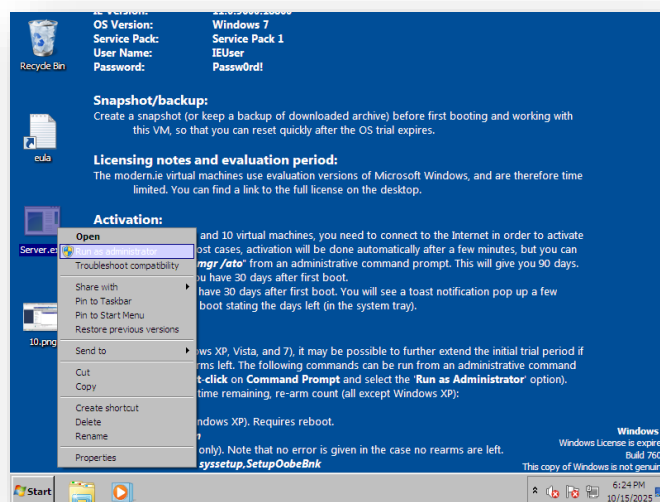 OS Version: Windows 7
Service Pack: Service Pack 1
User Name: IEUser
Password: Passw0rd!
Recycle Bin
Snapshot/backup:
Create a snapshot (or keep a backup of downloaded archive) before first booting and working with
this VM, so that you can reset quickly after the OS trial expires.
eula
Licensing notes and evaluation period:
The modern.ie virtual machines use evaluation versions of Microsoft Windows, and are therefore time
limited. You can find a link to the full license on the desktop.
Activation:
and 10 virtual machines, you need to connect to the Internet in order to activate
ost cases, activation will be done automatically after a few minutes, but you can
mgr /ato" from an administrative command prompt. This will give you 90 days.
ou have 30 days after first boot.
have 30 days after first boot. You will see a toast notification pop up a few
boot stating the days left (in the system tray).
Server.ex
Open
Run as administrator
Troubleshoot compatibility
Share with
Pin to Taskbar
Pin to Start Menu
Restore previous versions
Send to
Cut
Copy
Create shortcut
Delete
Rename
Properties
10.png
ws XP, Vista, and 7), it may be possible to further extend the initial trial period if
rms left. The following commands can be run from an administrative command
t-click on Command Prompt and select the 'Run as Administrator' option).
time remaining, re-arm count (all except Windows XP):
ndows XP). Requires reboot.
only). Note that no error is given in the case no rearms are left.
syssetup,SetupOobeBnk
Windows
Windows License is expire
Build 760
This copy of Windows is not genuin
Start
6:24 PM
10/15/2025